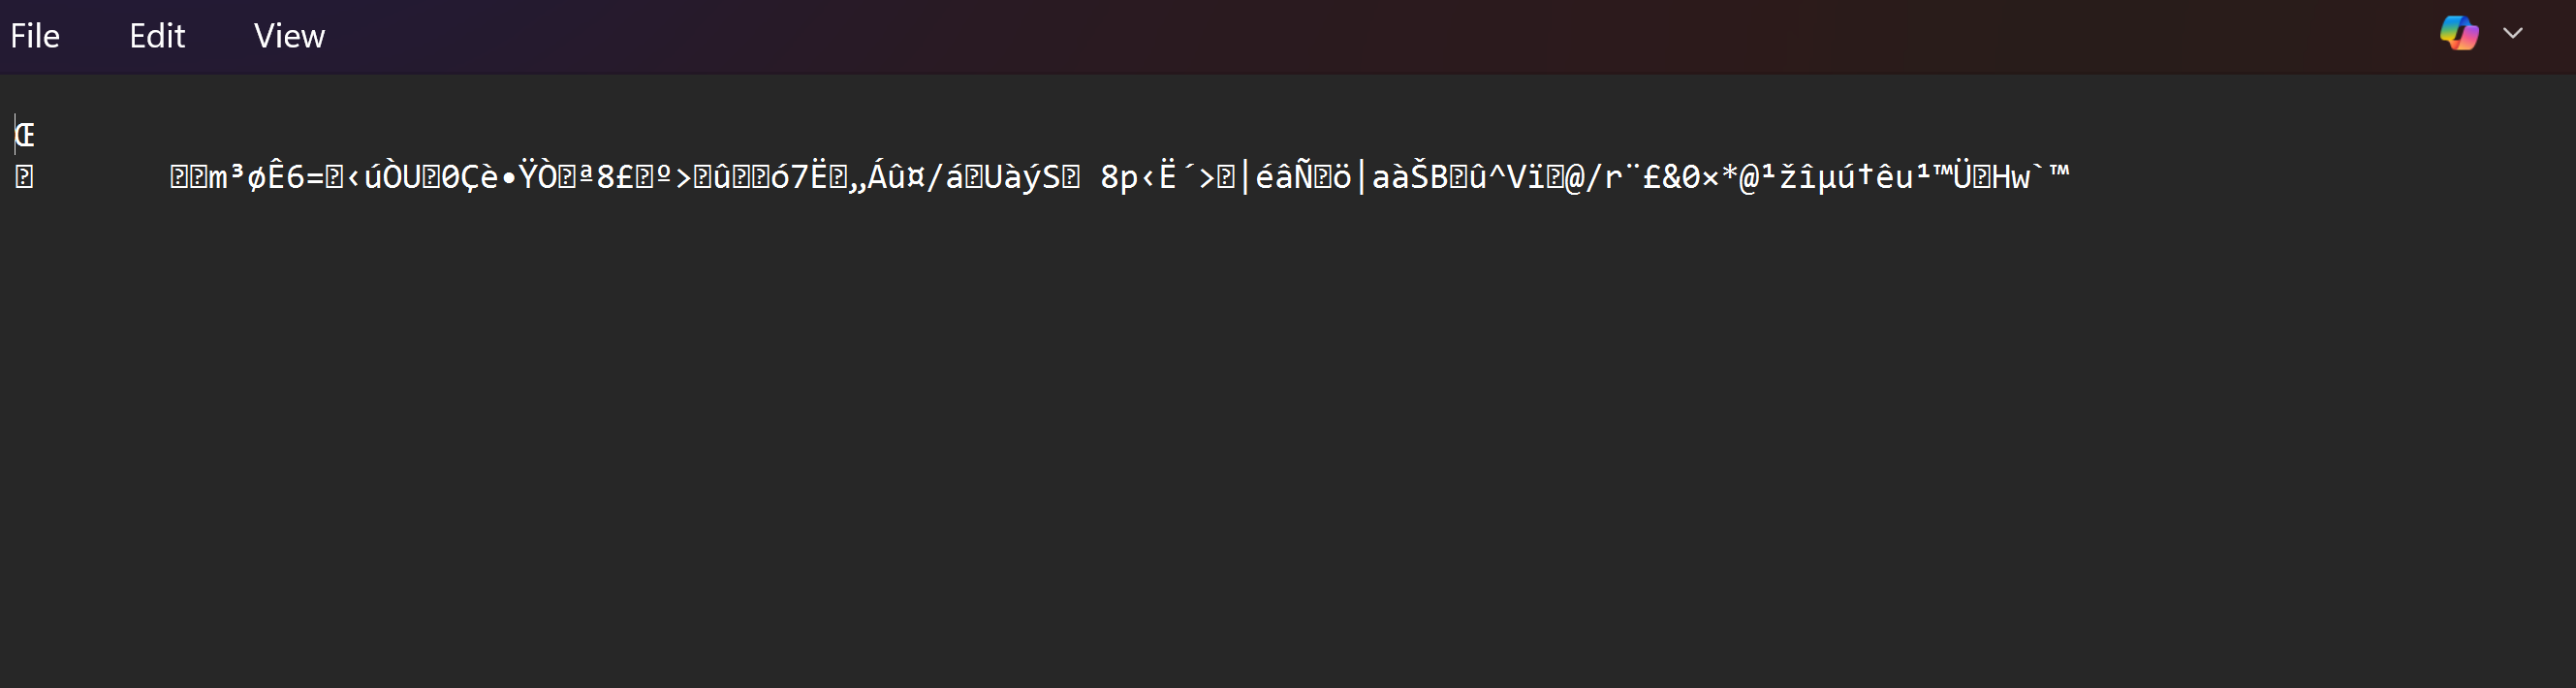 File Edit View
Œ
m³øÊ6=‹úÒU0Çè•ŸÒª8£º>ûó7Ë„Áû¤/áUàýS 8p‹Ë´>|éâÑö|aàŠBû^Vï@/r¨£&0×*@¹žîµú†êu¹™ÜHw`™